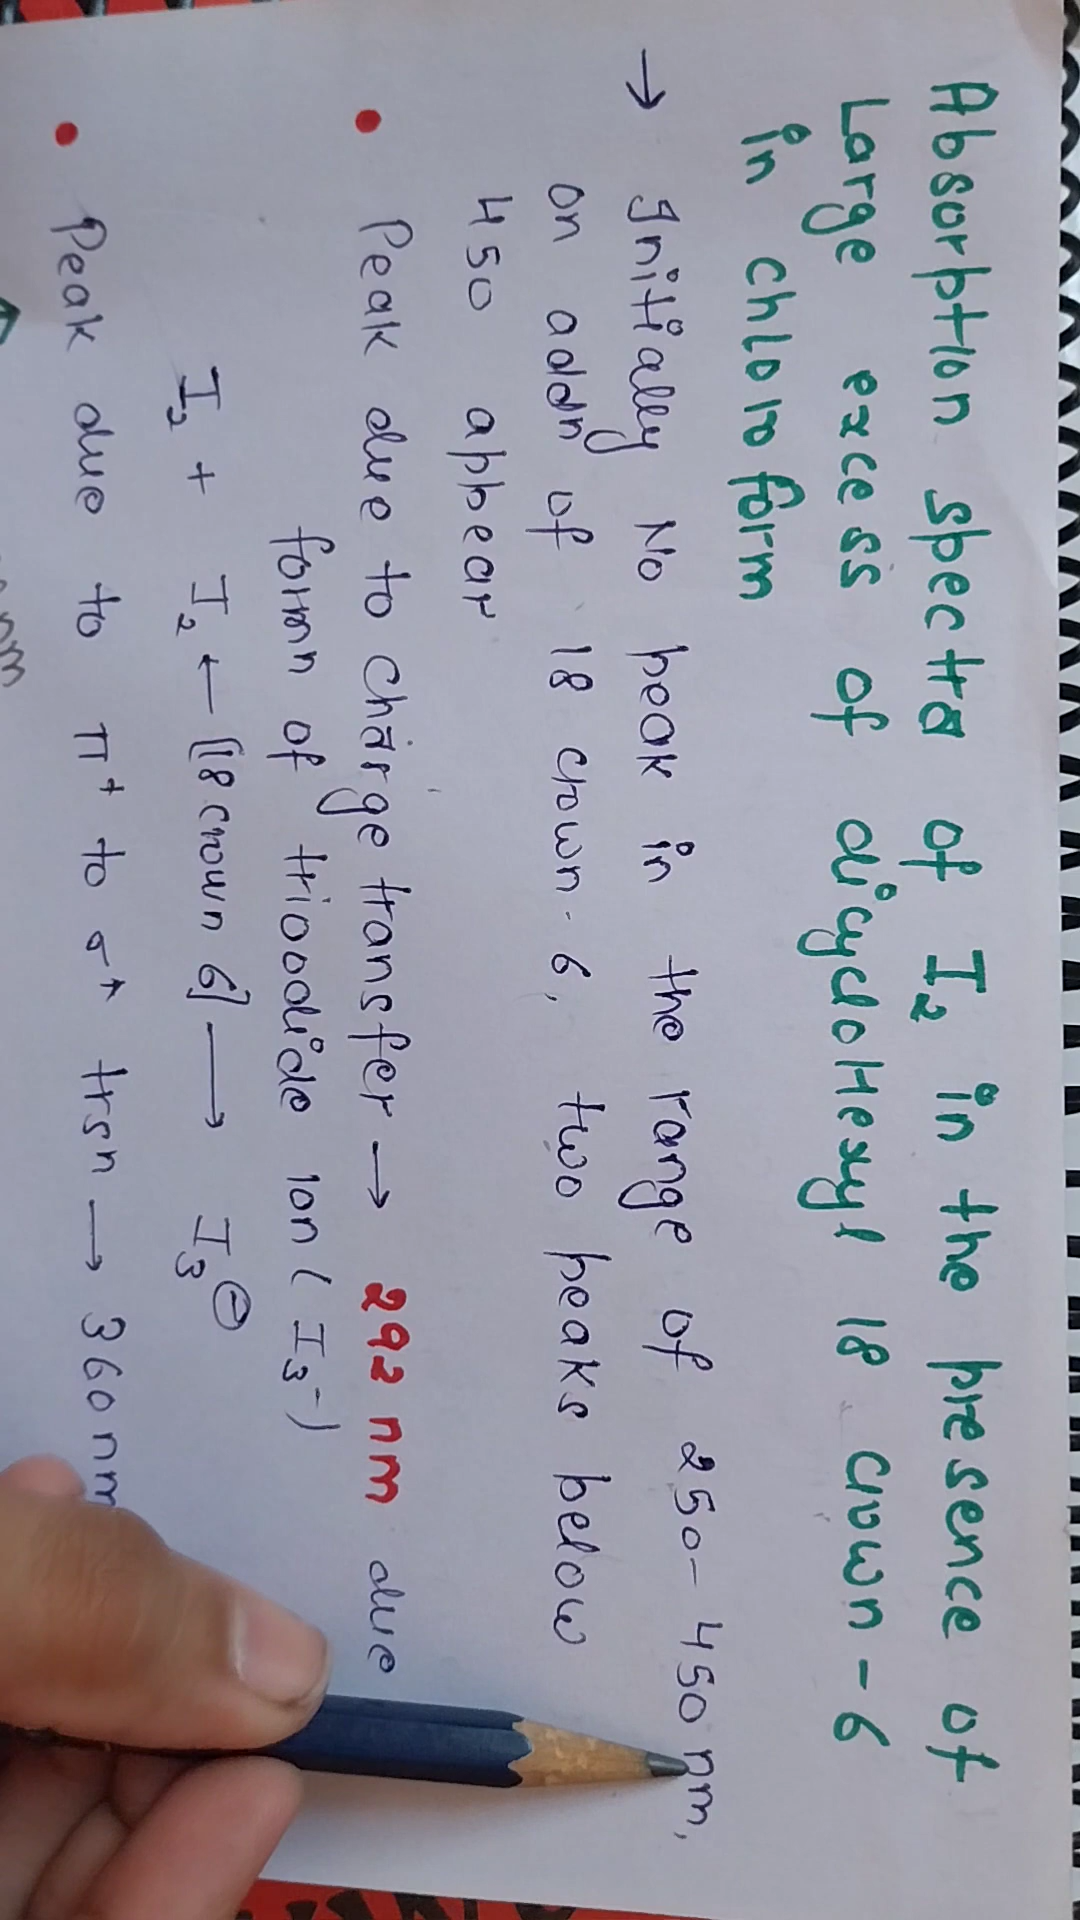 Absorption spectra of I₂ in the presence of
Large excess of dicycloHexyl 18 crown-6
in chloroform
→ Initially No peak in the range of 250-450 nm,
on addn of 18 crown-6, two peaks below
450 appear
• Peak due to charge transfer → 292 nm due
formn of triiodide ion (I₃⁻)
I₂ + I₂ ← [18 crown 6] → I₃⊖
• Peak due to π* to σ* trsn → 360 nm
nm